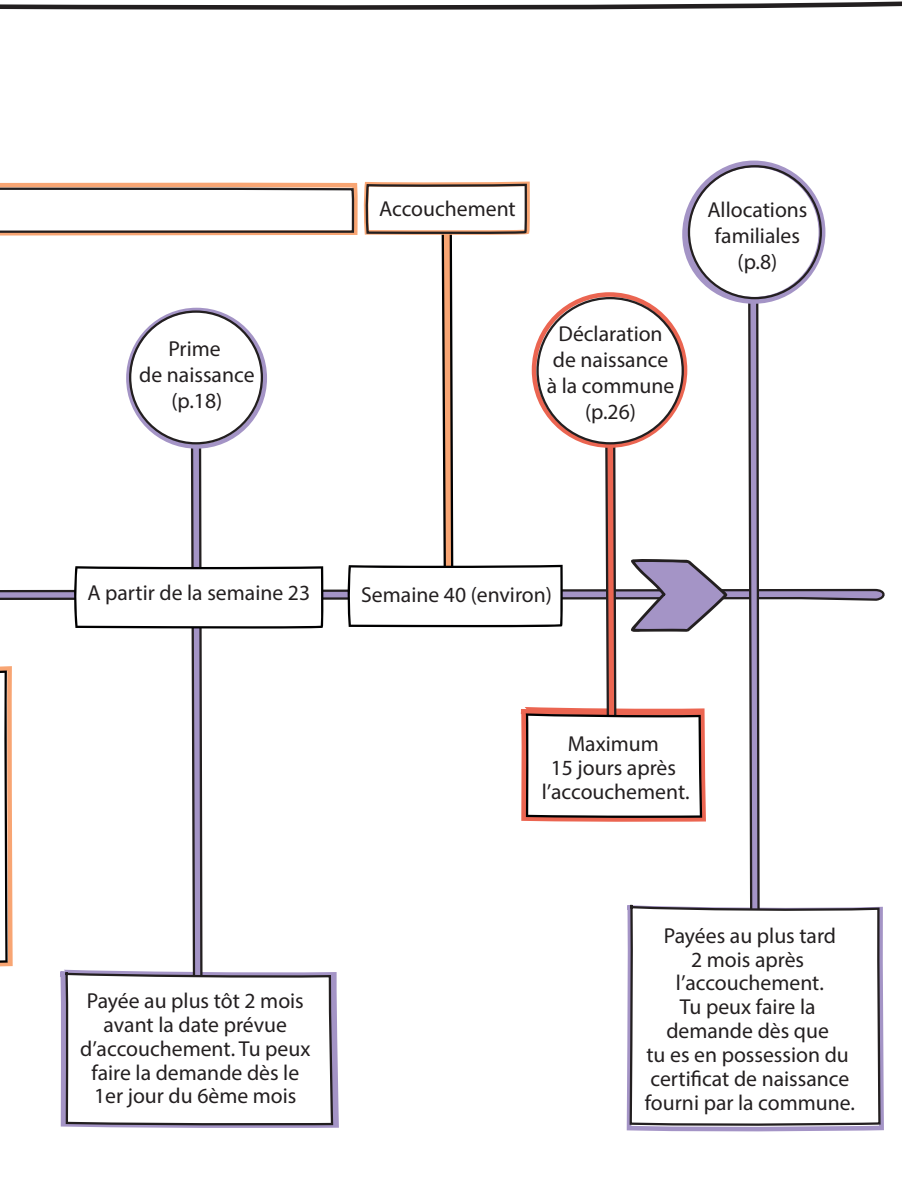 Accouchement
Allocations
familiales
(p.8)
Prime
de naissance
(p.18)
Déclaration
de naissance
à la commune
(p.26)
A partir de la semaine 23
Semaine 40 (environ)
Maximum
15 jours après
l'accouchement.
Payée au plus tôt 2 mois
avant la date prévue
d'accouchement. Tu peux
faire la demande dès le
1er jour du 6ème mois
Payées au plus tard
2 mois après
l'accouchement.
Tu peux faire la
demande dès que
tu es en possession du
certificat de naissance
fourni par la commune.